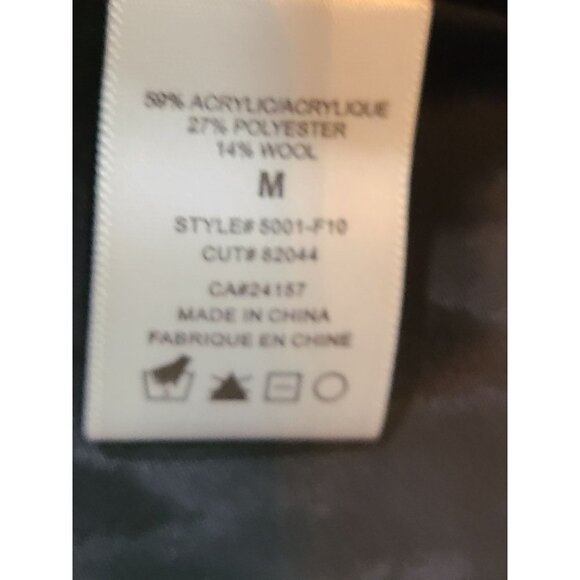 59% ACRYLIC/ACRYLIQUE
27% POLYESTER
14% WOOL
M
STYLE# 5001-F10
CUT# 82044
CA#24157
MADE IN CHINA
FABRIQUE EN CHINE